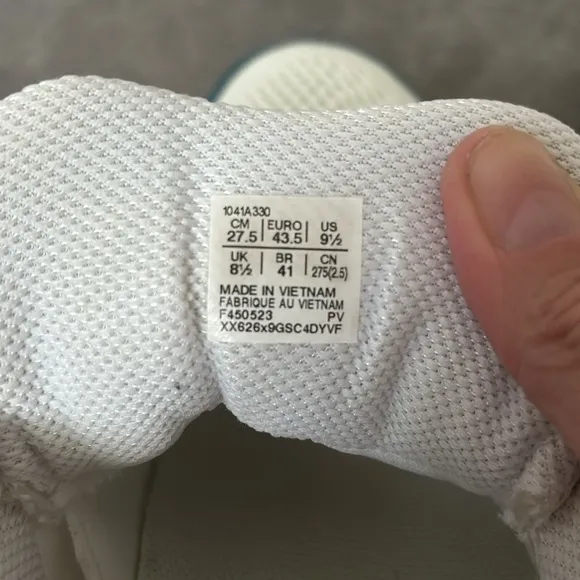 1041A330
CM EURO US
27.5 43.5 9½
UK BR CN
8½ 41 275(2.5)
MADE IN VIETNAM
FABRIQUE AU VIETNAM
F450523 PV
XX626x9GSC4DYVF